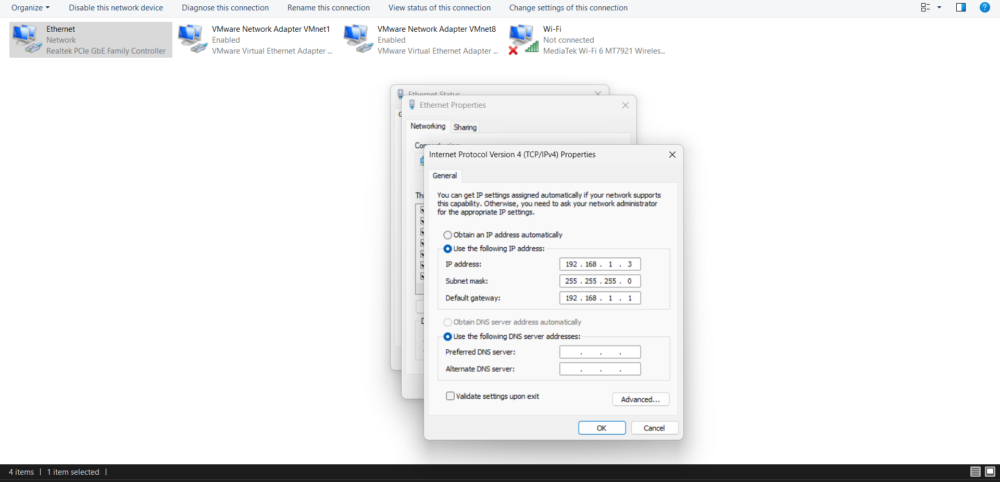 Organize Disable this network device Diagnose this connection Rename this connection View status of this connection Change settings of this connection
Ethernet
Network
Realtek PCIe GbE Family Controller
VMware Network Adapter VMnet1
Enabled
VMware Virtual Ethernet Adapter ...
VMware Network Adapter VMnet8
Enabled
VMware Virtual Ethernet Adapter ...
Wi-Fi
Not connected
MediaTek Wi-Fi 6 MT7921 Wireles...
Ethernet Status
Ethernet Properties
Networking Sharing
Internet Protocol Version 4 (TCP/IPv4) Properties
General
You can get IP settings assigned automatically if your network supports
this capability. Otherwise, you need to ask your network administrator
for the appropriate IP settings.
Obtain an IP address automatically
Use the following IP address:
IP address: 192 . 168 . 1 . 3
Subnet mask: 255 . 255 . 255 . 0
Default gateway: 192 . 168 . 1 . 1
Obtain DNS server address automatically
Use the following DNS server addresses:
Preferred DNS server: . . .
Alternate DNS server: . . .
Validate settings upon exit
Advanced...
OK Cancel
4 items 1 item selected